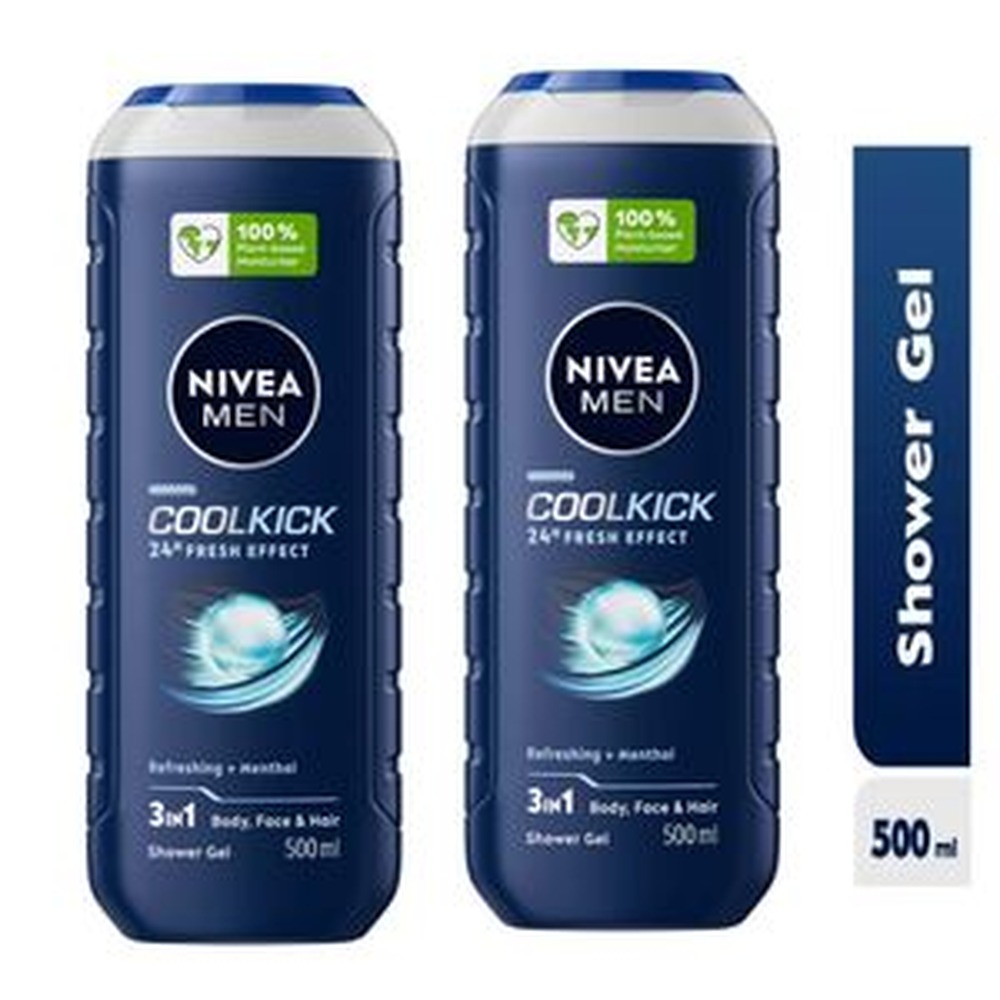 100%
Plant-based
Moisturiser
NIVEA
MEN
COOLKICK
24H FRESH EFFECT
Refreshing + Menthol
3IN1 Body, Face & Hair
Shower Gel 500 ml
100%
Plant-based
Moisturiser
NIVEA
MEN
COOLKICK
24H FRESH EFFECT
Refreshing + Menthol
3IN1 Body, Face & Hair
Shower Gel 500 ml
Shower Gel
500 ml